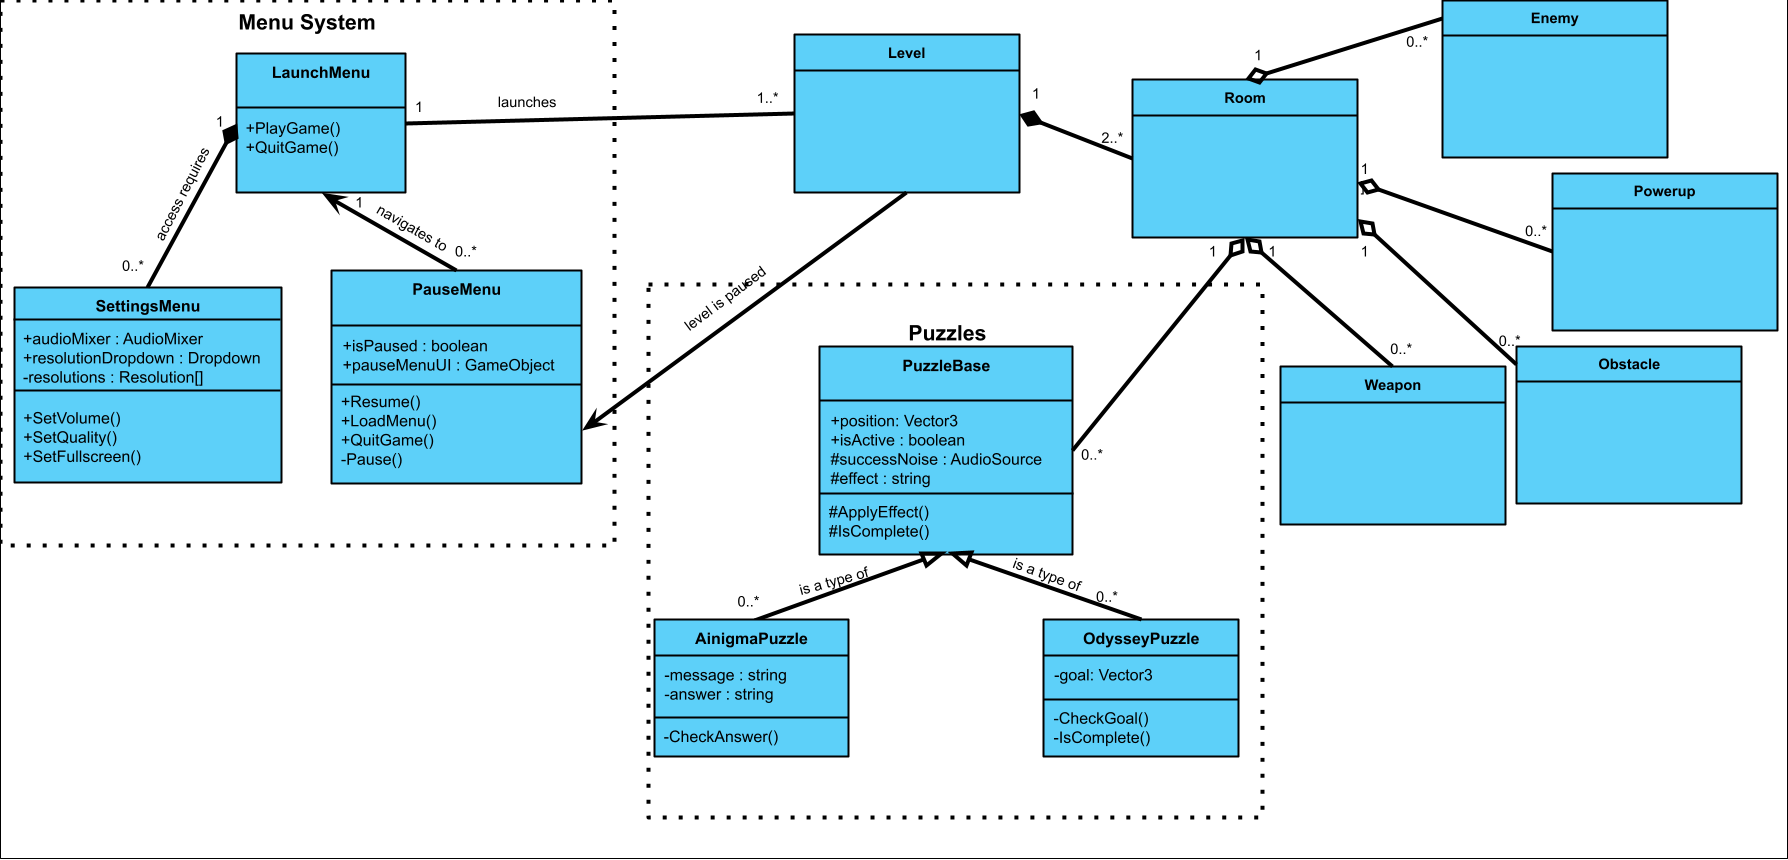 Menu System
LaunchMenu
+PlayGame()
+QuitGame()
1
access requires
0..*
1
navigates to
0..*
SettingsMenu
+audioMixer : AudioMixer
+resolutionDropdown : Dropdown
-resolutions : Resolution[]
+SetVolume()
+SetQuality()
+SetFullscreen()
PauseMenu
+isPaused : boolean
+pauseMenuUI : GameObject
+Resume()
+LoadMenu()
+QuitGame()
-Pause()
1
launches
1..*
Level
level is paused
1
2..*
Room
1
0..*
Enemy
1
0..*
Powerup
1
0..*
Obstacle
1
0..*
Weapon
1
0..*
Puzzles
PuzzleBase
+position: Vector3
+isActive : boolean
#successNoise : AudioSource
#effect : string
#ApplyEffect()
#IsComplete()
is a type of
0..*
is a type of
0..*
AinigmaPuzzle
-message : string
-answer : string
-CheckAnswer()
OdysseyPuzzle
-goal: Vector3
-CheckGoal()
-IsComplete()